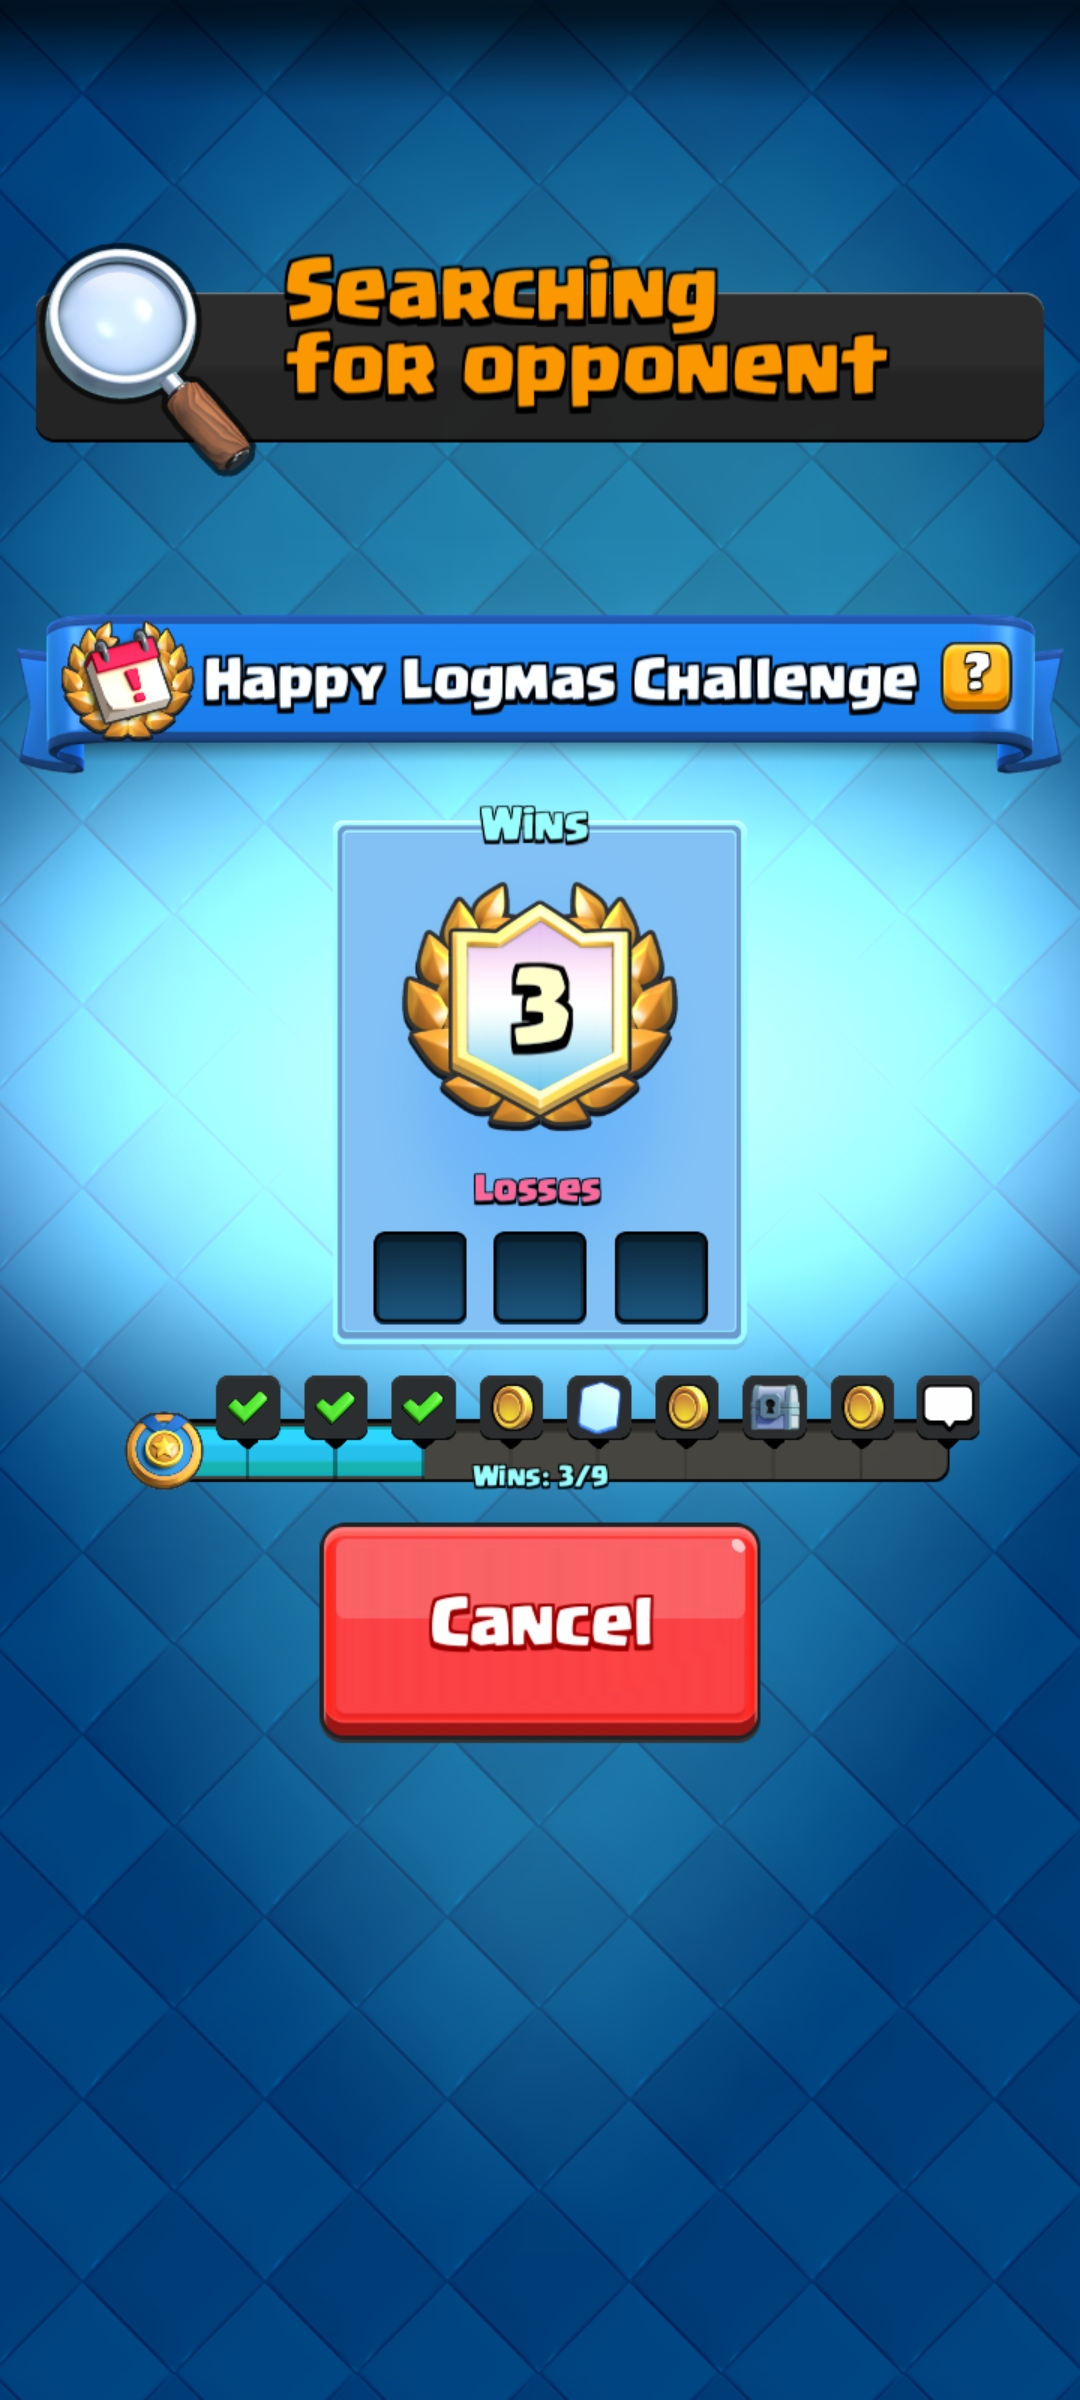 Searching
for opponent
Happy Logmas Challenge
?
Wins
3
Losses
Wins: 3/9
Cancel